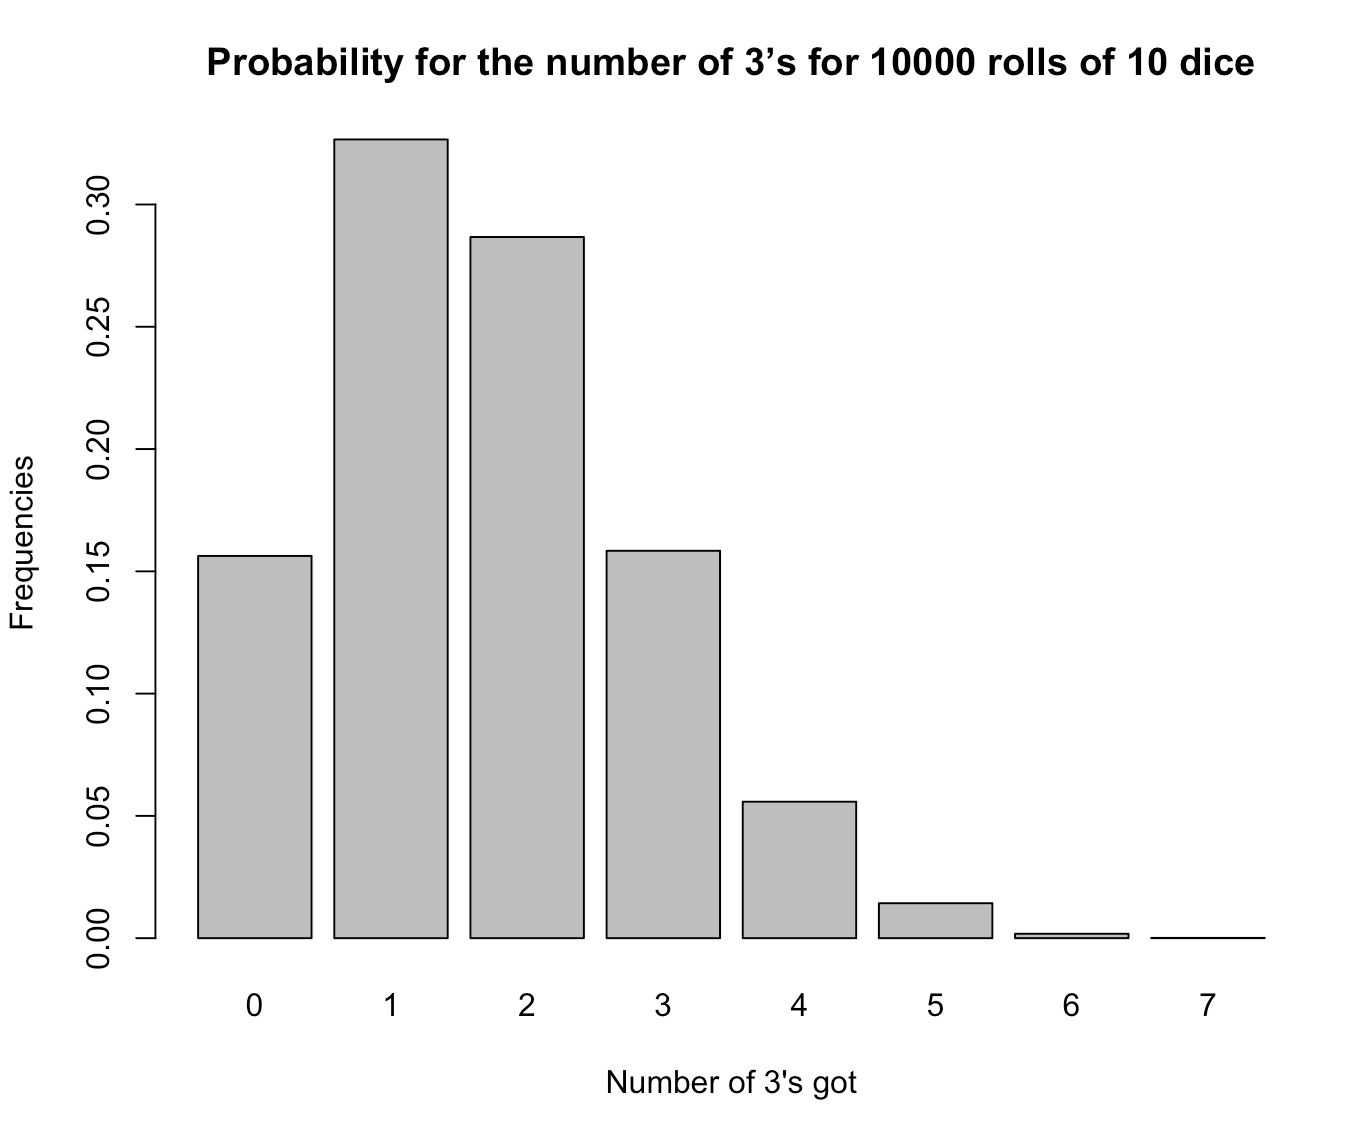 Probability for the number of 3’s for 10000 rolls of 10 dice
Frequencies
0.30
0.25
0.20
0.15
0.10
0.05
0.00
0 1 2 3 4 5 6 7
Number of 3's got